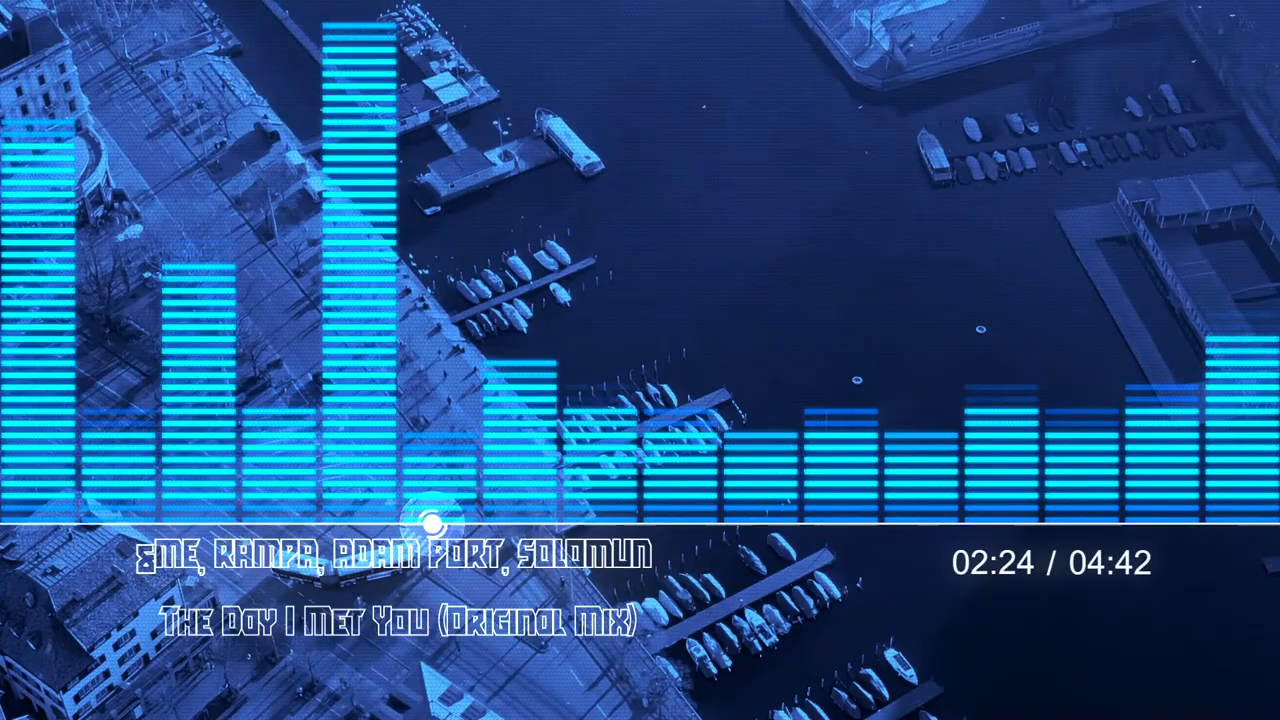 &ME, RAMPA, ADAM PORT, SOLOMUN
02:24 / 04:42
The Day I Met You (Original Mix)